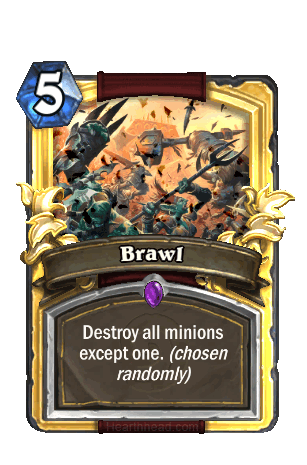 5
Brawl
Destroy all minions
except one. (chosen
randomly)
Hearthhead.com